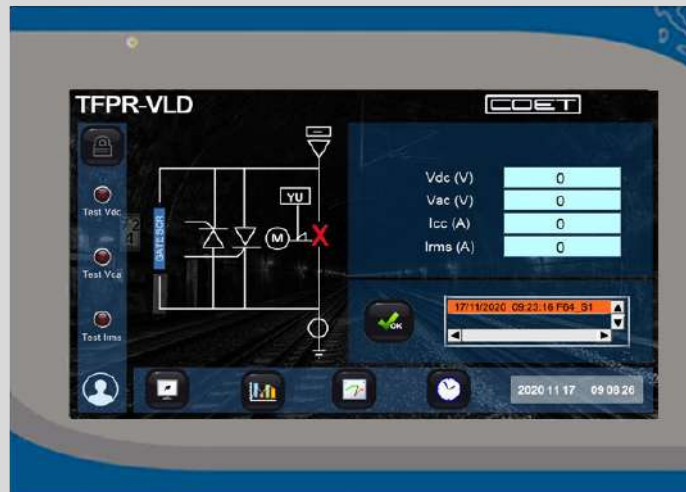 TFPR-VLD
COET
Vdc (V) 0
Vac (V) 0
Icc (A) 0
Irms (A) 0
Test Vdc
Test Vca
Test Irms
GATE SCR
YU
M
OK
17/11/2020 09:23:16 F04_S1
2020 11 17 09 08 26